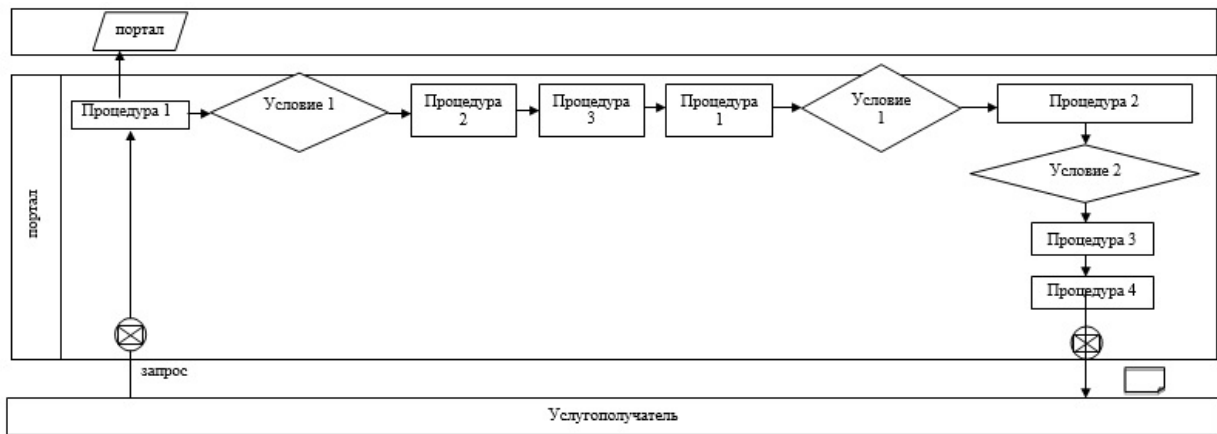 портал
Процедура 1
Условие 1
Процедура
2
Процедура
3
Процедура
1
Условие
1
Процедура 2
Условие 2
портал
Процедура 3
Процедура 4
запрос
Услугополучатель